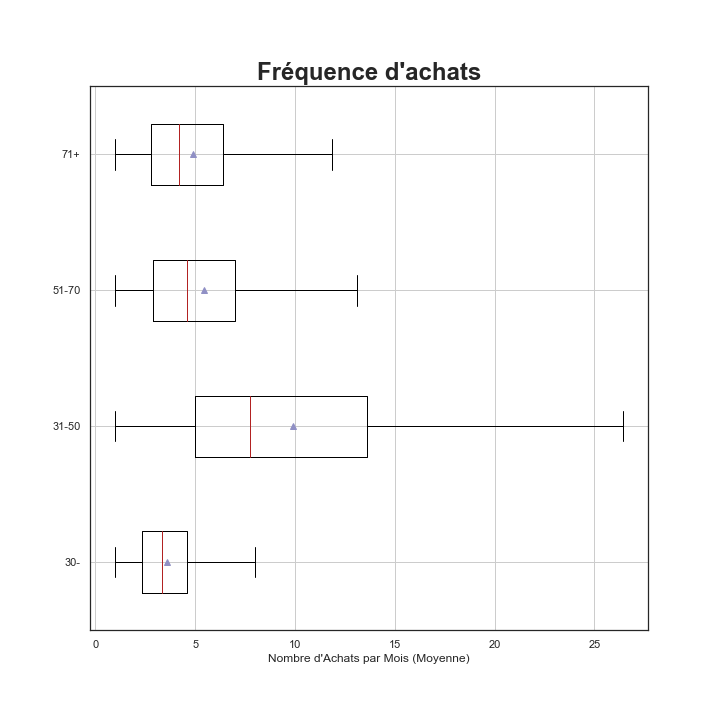 Fréquence d'achats
71+
51-70
31-50
30-
0 5 10 15 20 25
Nombre d'Achats par Mois (Moyenne)